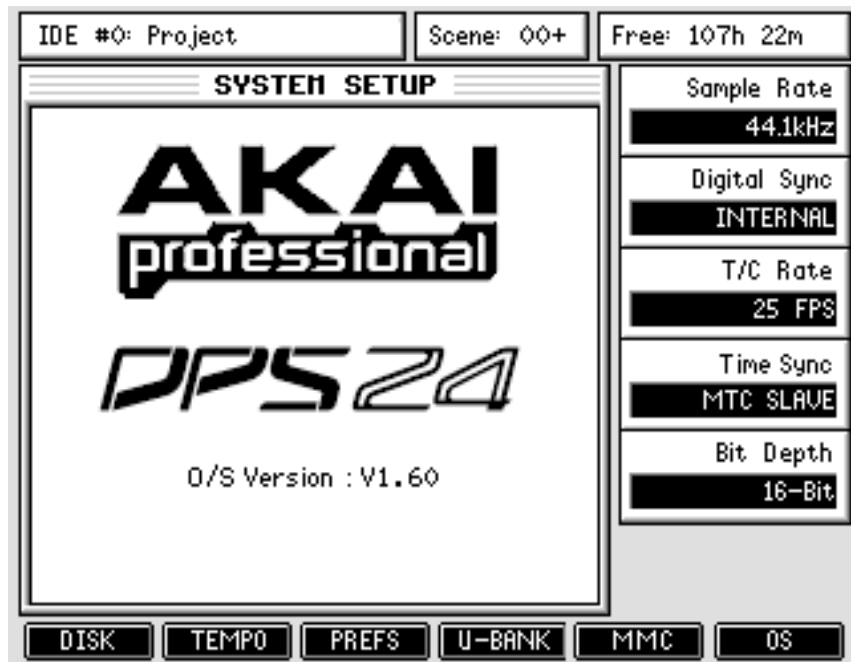 IDE #0: Project
Scene: 00+
Free: 107h 22m
SYSTEM SETUP
AKAI
professional
DPS24
O/S Version : V1.60
Sample Rate
44.1kHz
Digital Sync
INTERNAL
T/C Rate
25 FPS
Time Sync
MTC SLAVE
Bit Depth
16-Bit
DISK
TEMPO
PREFS
U-BANK
MMC
OS